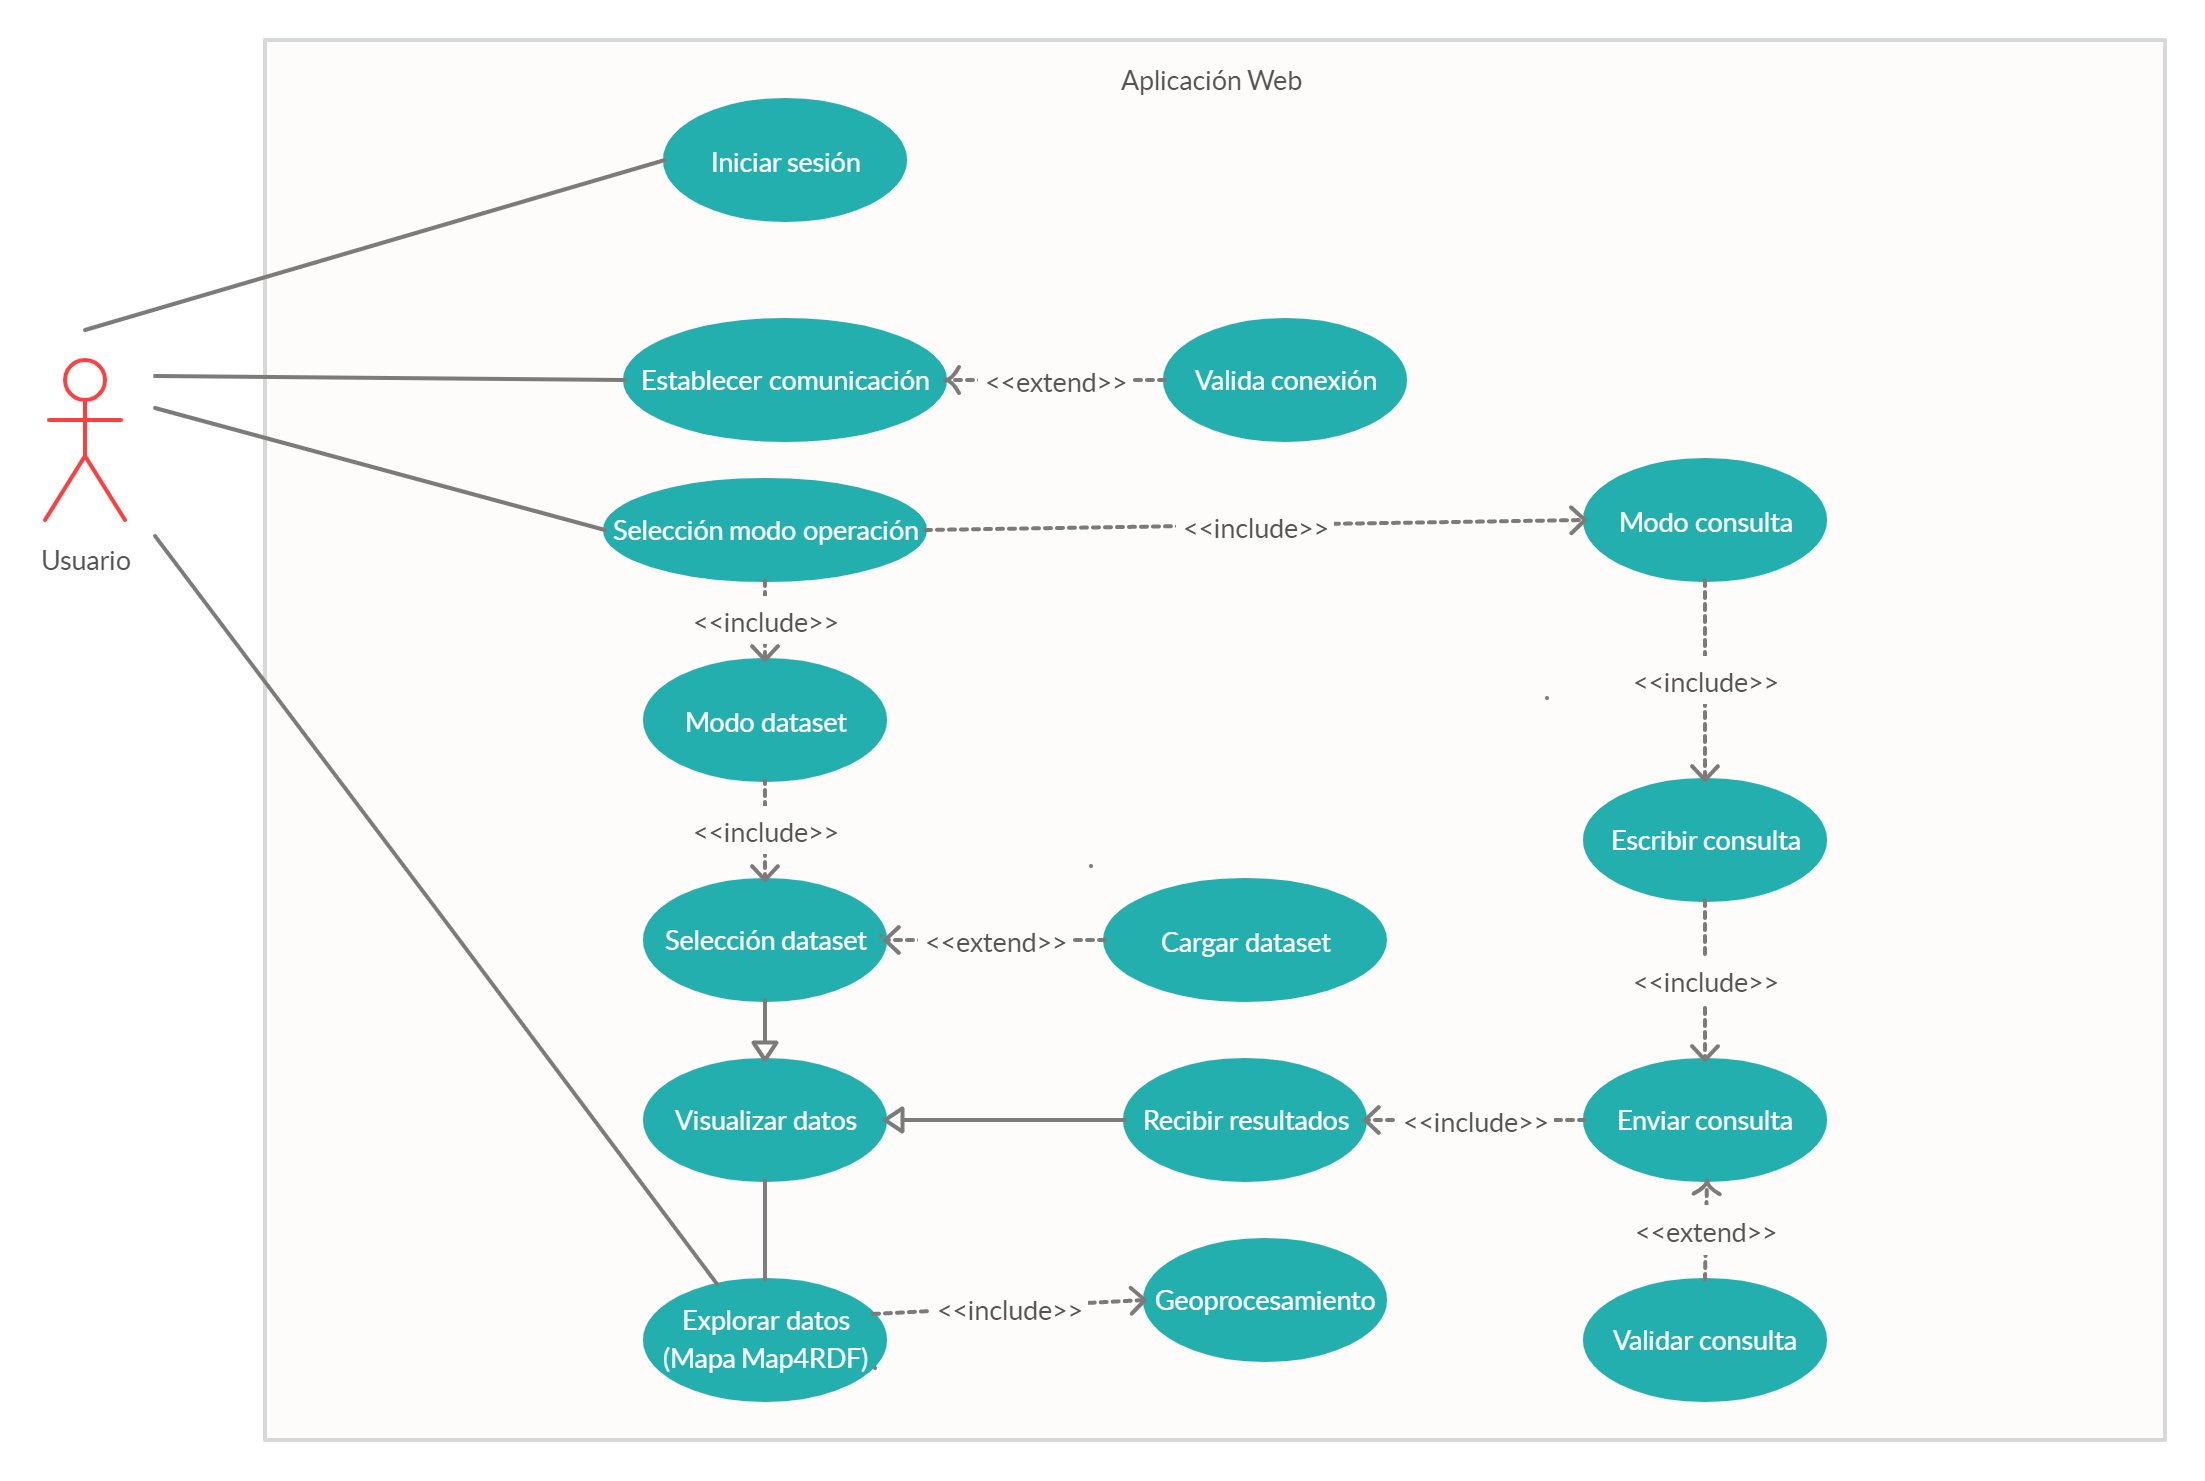 Aplicación Web
Iniciar sesión
Establecer comunicación
<<extend>>
Valida conexión
Selección modo operación
<<include>>
Modo consulta
Usuario
<<include>>
<<include>>
Modo dataset
<<include>>
Escribir consulta
Selección dataset
<<extend>>
Cargar dataset
<<include>>
Visualizar datos
Recibir resultados
<<include>>
Enviar consulta
<<extend>>
Explorar datos
(Mapa Map4RDF)
<<include>>
Geoprocesamiento
Validar consulta